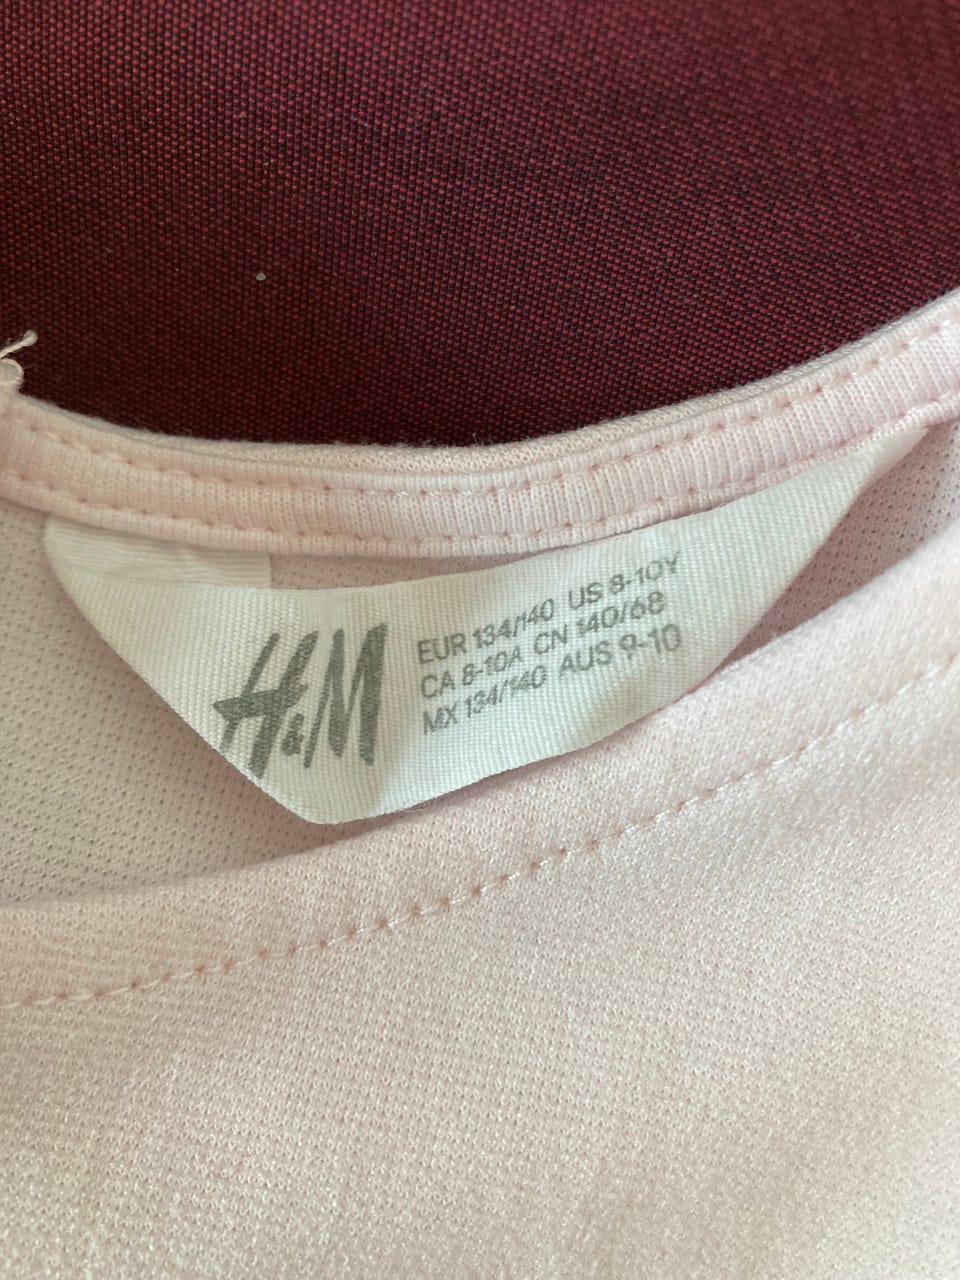 H&M
EUR 134/140 US 8-10Y
CA 8-10A CN 140/68
MX 134/140 AUS 9-10